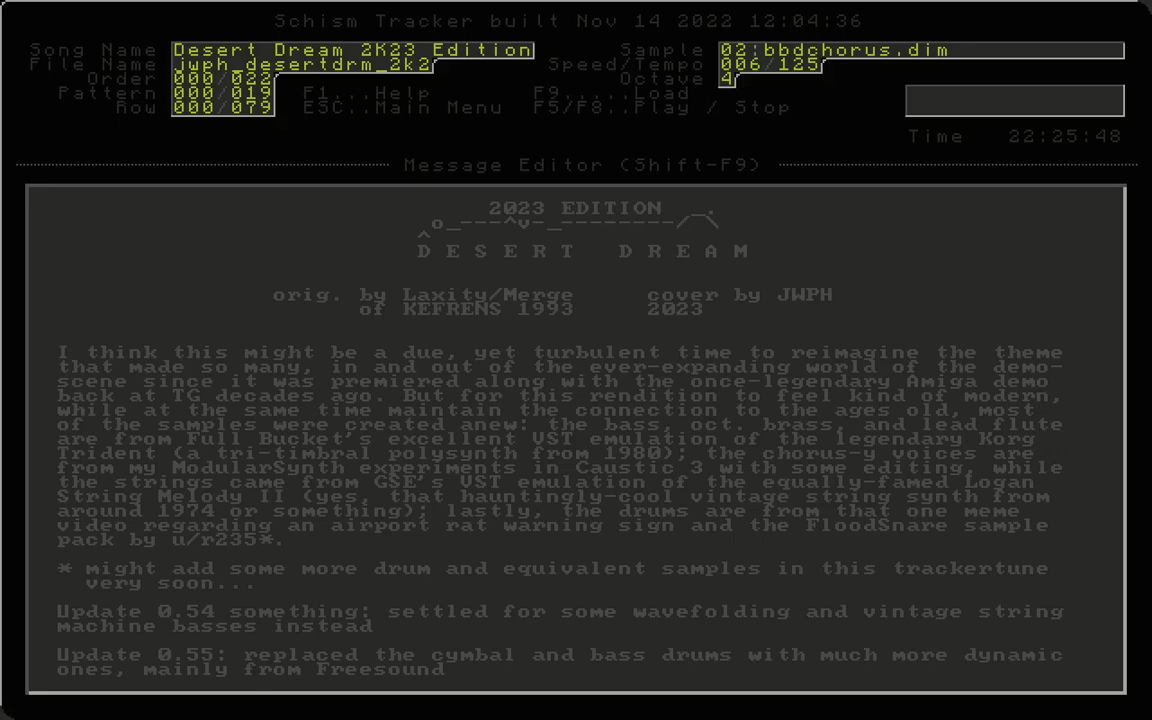 Schism Tracker built Nov 14 2022 12:04:36
Song Name Desert Dream 2K23 Edition Sample 02:bbdchorus.dim
File Name jwph_desertdrm_2k2 Speed/Tempo 006/125
Order 000/022 Octave 4
Pattern 000/019 F1...Help F9.....Load
Row 000/079 ESC..Main Menu F5/F8..Play / Stop
Time 22:25:48
Message Editor (Shift-F9)
2023 EDITION _.
o_---^v-_--------/ \
^
D E S E R T D R E A M
orig. by Laxity/Merge cover by JWPH
of KEFRENS 1993 2023
I think this might be a due, yet turbulent time to reimagine the theme
that made so many, in and out of the ever-expanding world of the demo-
scene since it was premiered along with the once-legendary Amiga demo
back at TG decades ago. But for this rendition to feel kind of modern,
while at the same time maintain the connection to the ages old, most
of the samples were created anew: the bass, oct. brass, and lead flute
are from Full Bucket's excellent VST emulation of the legendary Korg
Trident (a tri-timbral polysynth from 1980); the chorus-y voices are
from my ModularSynth experiments in Caustic 3 with some editing, while
the strings came from GSE's VST emulation of the equally-famed Logan
String Melody II (yes, that hauntingly-cool vintage string synth from
around 1974 or something); lastly, the drums are from that one meme
video regarding an airport rat warning sign and the FloodSnare sample
pack by u/r235*.
* might add some more drum and equivalent samples in this trackertune
very soon...
Update 0.54 something: settled for some wavefolding and vintage string
machine basses instead
Update 0.55: replaced the cymbal and bass drums with much more dynamic
ones, mainly from Freesound